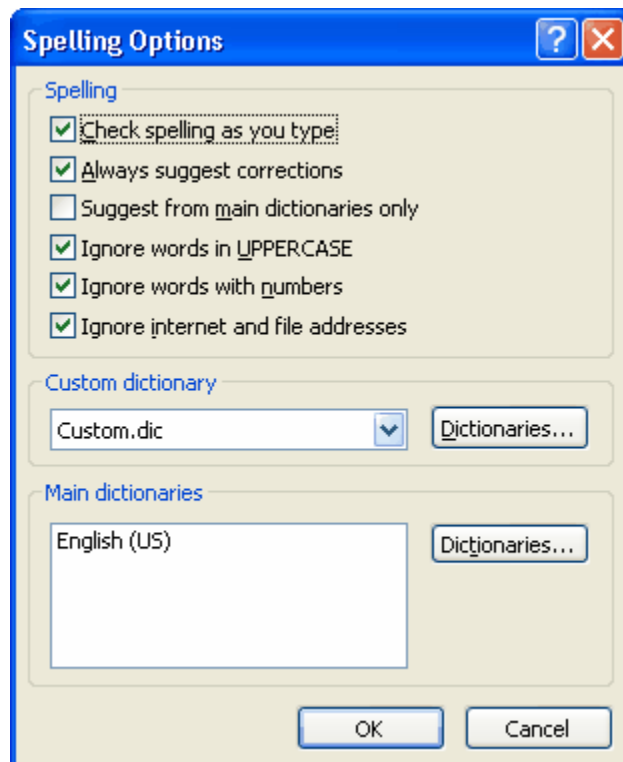 Spelling Options
Spelling
Check spelling as you type
Always suggest corrections
Suggest from main dictionaries only
Ignore words in UPPERCASE
Ignore words with numbers
Ignore internet and file addresses
Custom dictionary
Custom.dic
Dictionaries...
Main dictionaries
English (US)
Dictionaries...
OK
Cancel